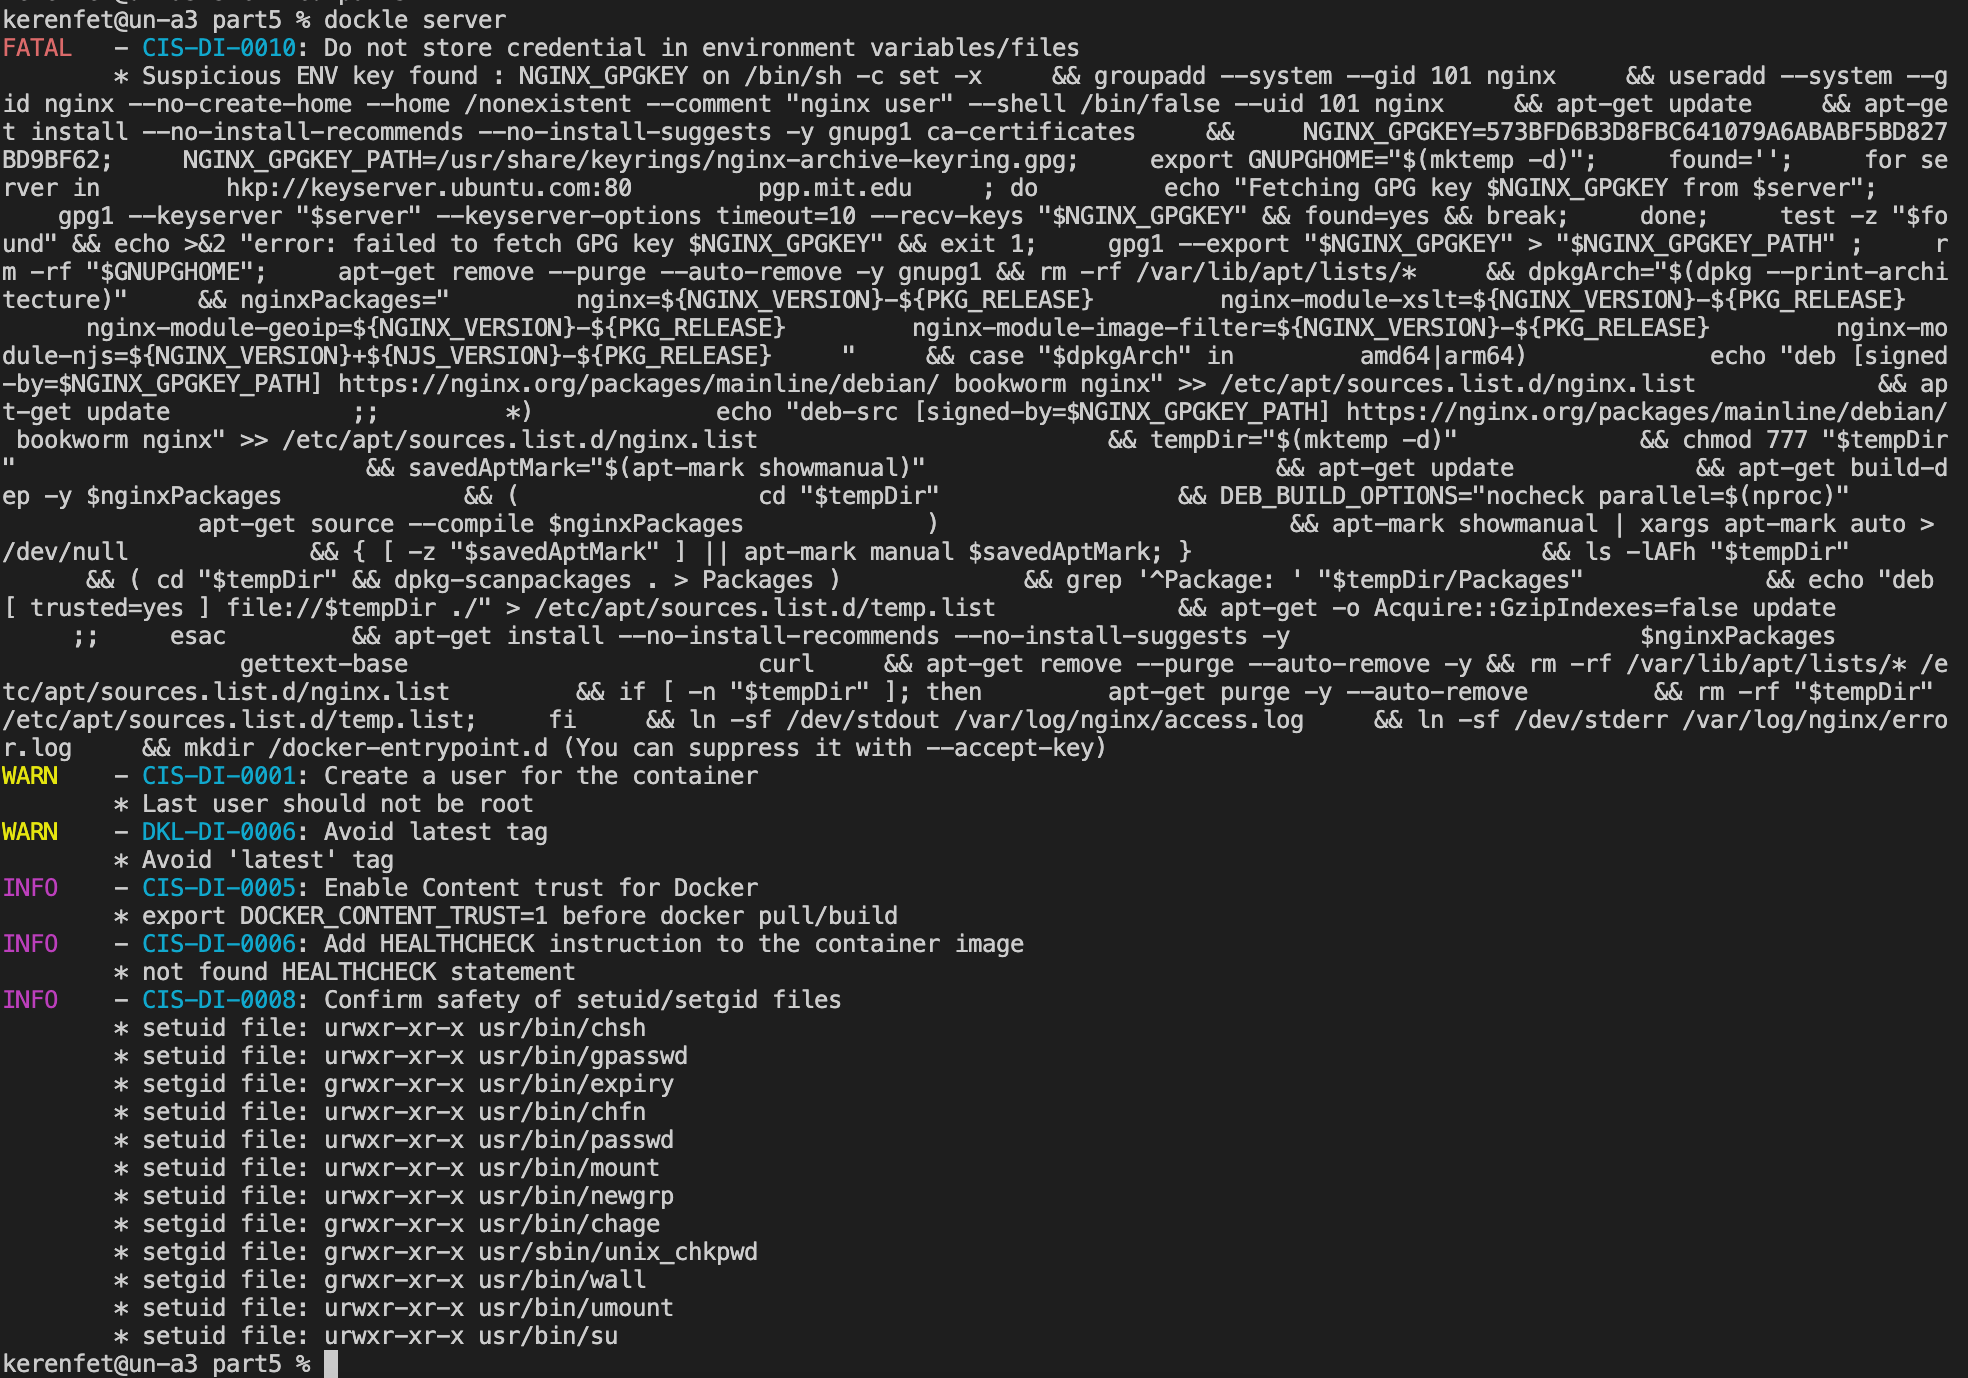 kerenfet@un-a3 part5 % dockle server
FATAL   - CIS-DI-0010: Do not store credential in environment variables/files
        * Suspicious ENV key found : NGINX_GPGKEY on /bin/sh -c set -x     && groupadd --system --gid 101 nginx     && useradd --system --g
id nginx --no-create-home --home /nonexistent --comment "nginx user" --shell /bin/false --uid 101 nginx     && apt-get update     && apt-ge
t install --no-install-recommends --no-install-suggests -y gnupg1 ca-certificates     &&     NGINX_GPGKEY=573BFD6B3D8FBC641079A6ABABF5BD827
BD9BF62;     NGINX_GPGKEY_PATH=/usr/share/keyrings/nginx-archive-keyring.gpg;     export GNUPGHOME="$(mktemp -d)";     found='';     for se
rver in         hkp://keyserver.ubuntu.com:80         pgp.mit.edu     ; do         echo "Fetching GPG key $NGINX_GPGKEY from $server";
    gpg1 --keyserver "$server" --keyserver-options timeout=10 --recv-keys "$NGINX_GPGKEY" && found=yes && break;     done;     test -z "$fo
und" && echo >&2 "error: failed to fetch GPG key $NGINX_GPGKEY" && exit 1;     gpg1 --export "$NGINX_GPGKEY" > "$NGINX_GPGKEY_PATH" ;     r
m -rf "$GNUPGHOME";     apt-get remove --purge --auto-remove -y gnupg1 && rm -rf /var/lib/apt/lists/*     && dpkgArch="$(dpkg --print-archi
tecture)"     && nginxPackages="         nginx=${NGINX_VERSION}-${PKG_RELEASE}         nginx-module-xslt=${NGINX_VERSION}-${PKG_RELEASE}
      nginx-module-geoip=${NGINX_VERSION}-${PKG_RELEASE}         nginx-module-image-filter=${NGINX_VERSION}-${PKG_RELEASE}         nginx-mo
dule-njs=${NGINX_VERSION}+${NJS_VERSION}-${PKG_RELEASE}     "     && case "$dpkgArch" in         amd64|arm64)             echo "deb [signed
-by=$NGINX_GPGKEY_PATH] https://nginx.org/packages/mainline/debian/ bookworm nginx" >> /etc/apt/sources.list.d/nginx.list             && ap
t-get update             ;;         *)             echo "deb-src [signed-by=$NGINX_GPGKEY_PATH] https://nginx.org/packages/mainline/debian/
 bookworm nginx" >> /etc/apt/sources.list.d/nginx.list                         && tempDir="$(mktemp -d)"             && chmod 777 "$tempDir
"                         && savedAptMark="$(apt-mark showmanual)"                         && apt-get update             && apt-get build-d
ep -y $nginxPackages             && (                 cd "$tempDir"                 && DEB_BUILD_OPTIONS="nocheck parallel=$(nproc)"
              apt-get source --compile $nginxPackages             )                         && apt-mark showmanual | xargs apt-mark auto >
/dev/null             && { [ -z "$savedAptMark" ] || apt-mark manual $savedAptMark; }                         && ls -lAFh "$tempDir"
      && ( cd "$tempDir" && dpkg-scanpackages . > Packages )             && grep '^Package: ' "$tempDir/Packages"             && echo "deb
[ trusted=yes ] file://$tempDir ./" > /etc/apt/sources.list.d/temp.list             && apt-get -o Acquire::GzipIndexes=false update
     ;;     esac         && apt-get install --no-install-recommends --no-install-suggests -y                         $nginxPackages
                 gettext-base                         curl     && apt-get remove --purge --auto-remove -y && rm -rf /var/lib/apt/lists/* /e
tc/apt/sources.list.d/nginx.list         && if [ -n "$tempDir" ]; then         apt-get purge -y --auto-remove         && rm -rf "$tempDir"
/etc/apt/sources.list.d/temp.list;     fi     && ln -sf /dev/stdout /var/log/nginx/access.log     && ln -sf /dev/stderr /var/log/nginx/erro
r.log     && mkdir /docker-entrypoint.d (You can suppress it with --accept-key)
WARN    - CIS-DI-0001: Create a user for the container
        * Last user should not be root
WARN    - DKL-DI-0006: Avoid latest tag
        * Avoid 'latest' tag
INFO    - CIS-DI-0005: Enable Content trust for Docker
        * export DOCKER_CONTENT_TRUST=1 before docker pull/build
INFO    - CIS-DI-0006: Add HEALTHCHECK instruction to the container image
        * not found HEALTHCHECK statement
INFO    - CIS-DI-0008: Confirm safety of setuid/setgid files
        * setuid file: urwxr-xr-x usr/bin/chsh
        * setuid file: urwxr-xr-x usr/bin/gpasswd
        * setgid file: grwxr-xr-x usr/bin/expiry
        * setuid file: urwxr-xr-x usr/bin/chfn
        * setuid file: urwxr-xr-x usr/bin/passwd
        * setuid file: urwxr-xr-x usr/bin/mount
        * setuid file: urwxr-xr-x usr/bin/newgrp
        * setgid file: grwxr-xr-x usr/bin/chage
        * setgid file: grwxr-xr-x usr/sbin/unix_chkpwd
        * setgid file: grwxr-xr-x usr/bin/wall
        * setuid file: urwxr-xr-x usr/bin/umount
        * setuid file: urwxr-xr-x usr/bin/su
kerenfet@un-a3 part5 %